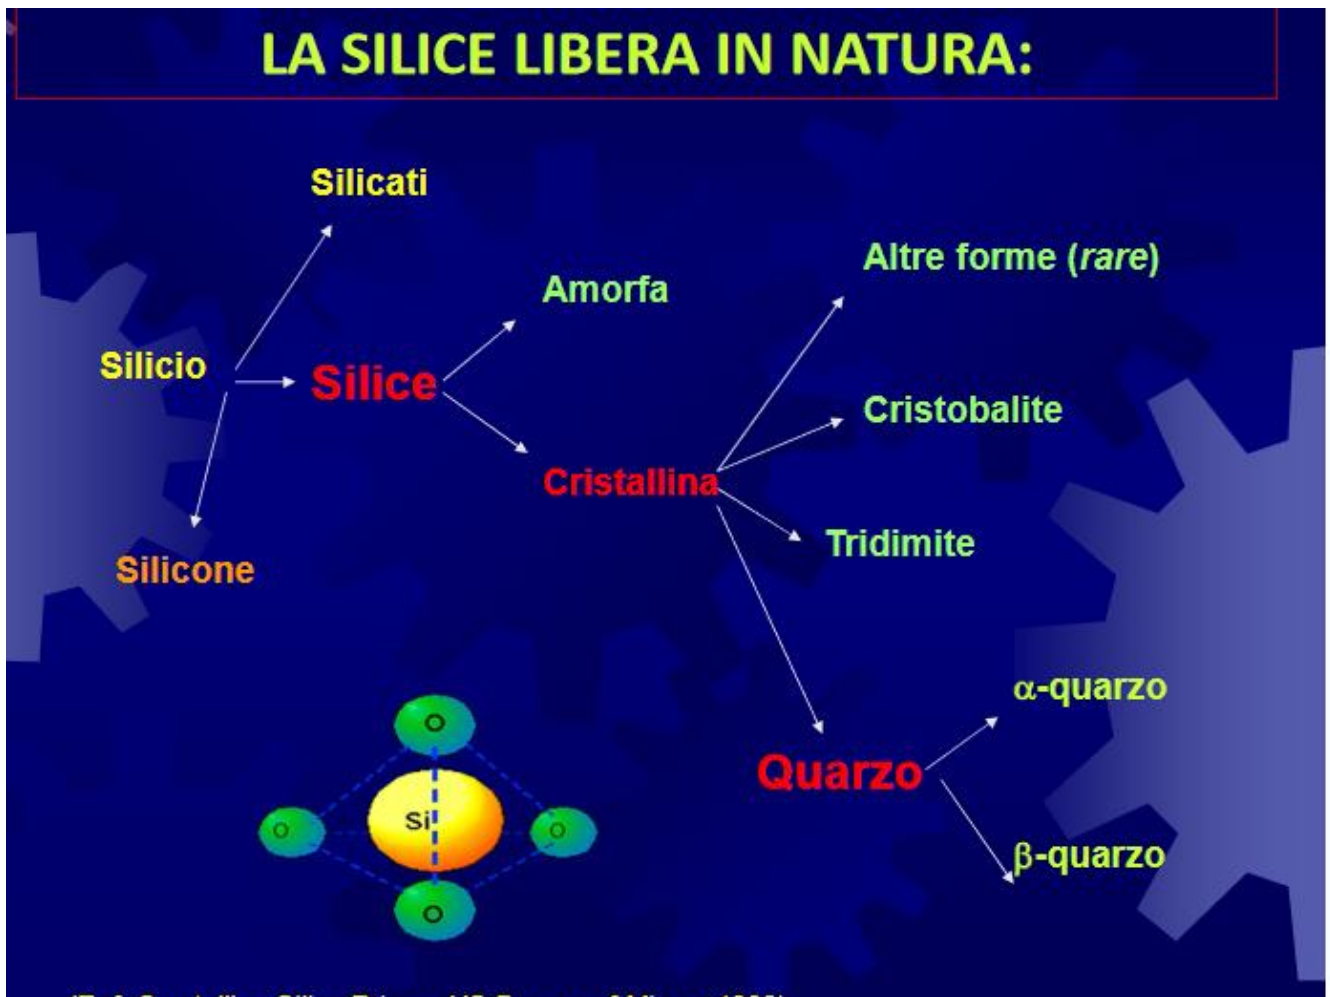 LA SILICE LIBERA IN NATURA:
Silicati
Altre forme (rare)
Amorfa
Silicio
Silice
Cristobalite
Cristallina
Tridimite
Silicone
α-quarzo
O
Quarzo
Si
O
O
β-quarzo
O